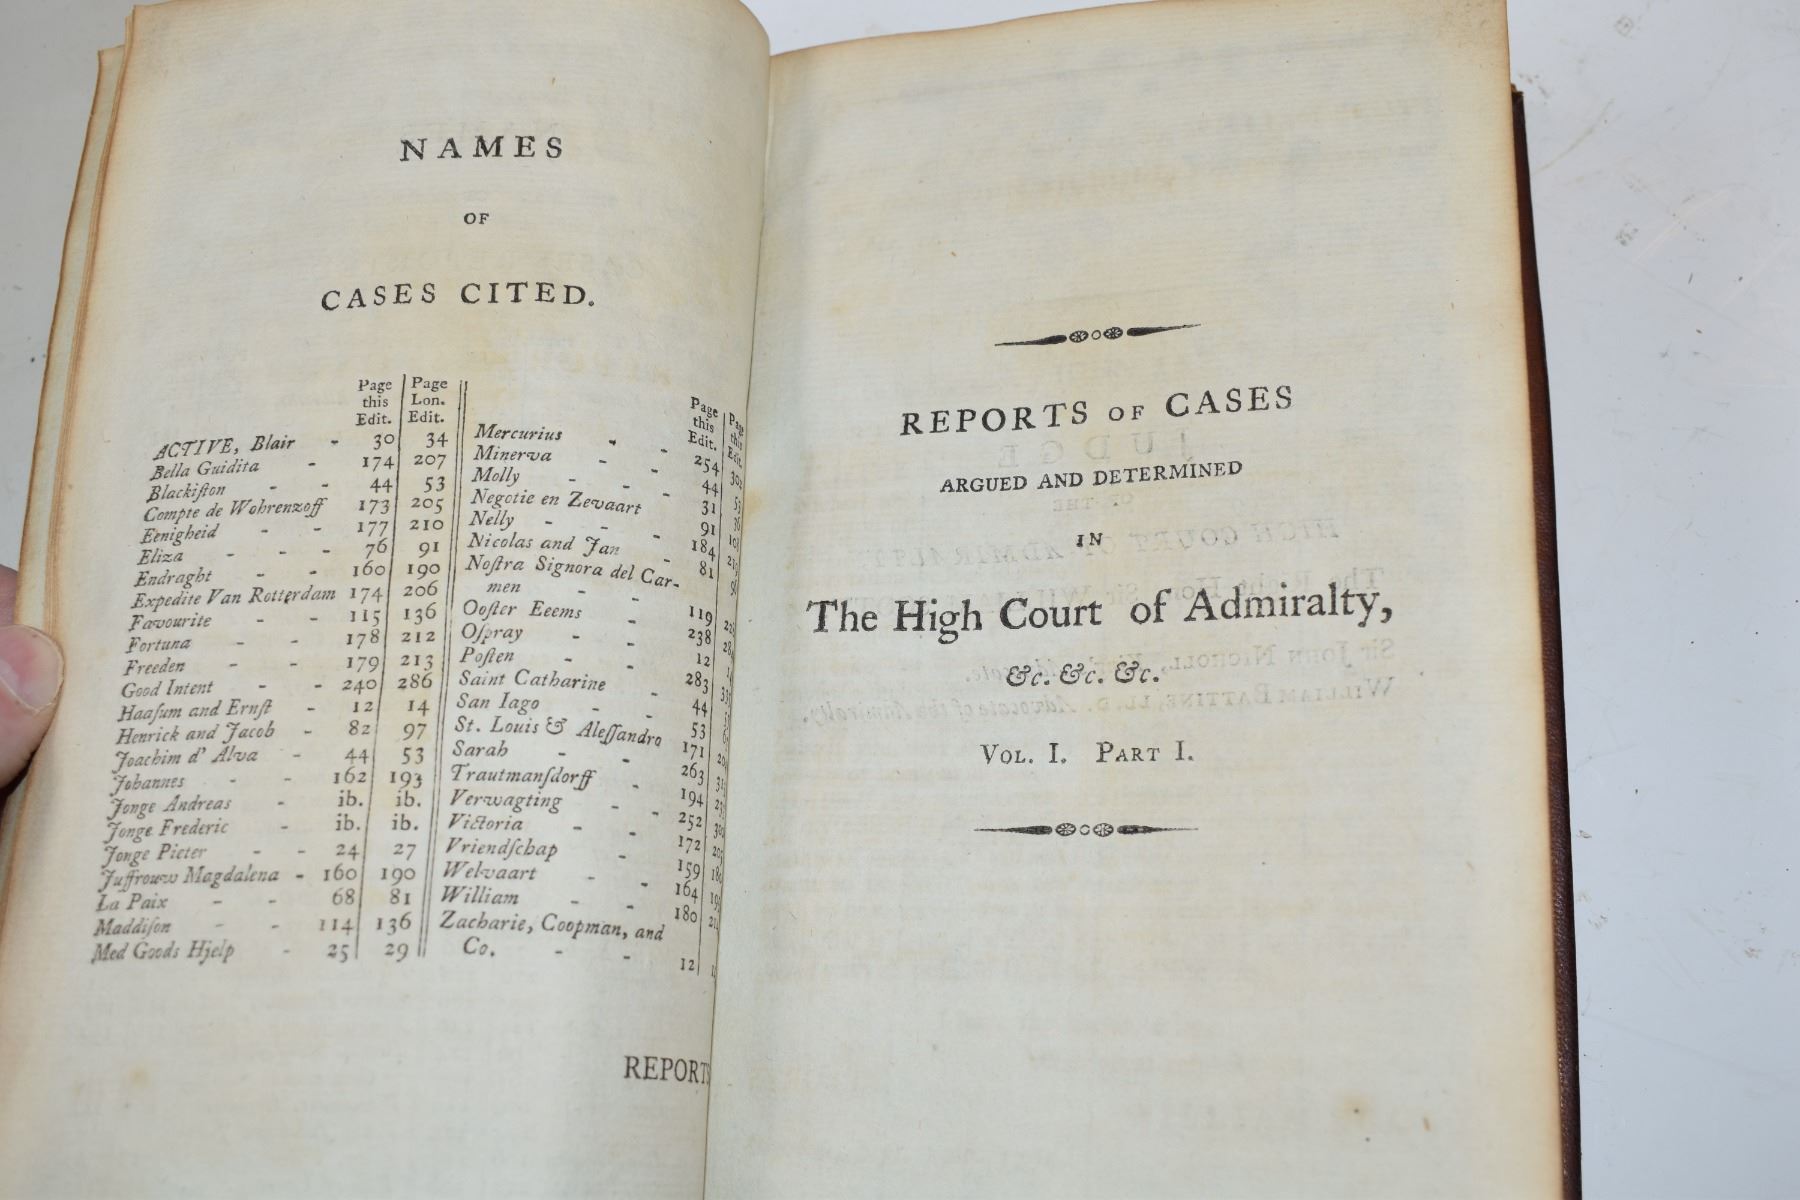 NAMES
OF
CASES CITED.
Page this Edit. | Page Lon. Edit.
ACTIVE, Blair - 30 34
Bella Guidita - 174 207
Blackiſton - - 44 53
Compte de Wohrenzoff 173 205
Eenigheid - - 177 210
Eliza - - - 76 91
Endraght - - 160 190
Expedite Van Rotterdam 174 206
Favourite - - 115 136
Fortuna - - 178 212
Freeden - - 179 213
Good Intent - - 240 286
Haaſum and Ernſt - 12 14
Henrick and Jacob - 82 97
Joachim d' Alva - 44 53
Johannes - - 162 193
Jonge Andreas - ib. ib.
Jonge Frederic - ib. ib.
Jonge Pieter - - 24 27
Juffrouw Magdalena - 160 190
La Paix - - 68 81
Maddiſon - - 114 136
Med Goods Hjelp - 25 29
Page this Edit. | Page this Edit.
Mercurius - - 254 302
Minerva - - 44 53
Molly - - - 31
Negotie en Zevaart 91
Nelly - - - 184
Nicolas and Jan - 81
Noſtra Signora del Car-
men - - 119
Ooſter Eeems - 238
Oſpray - - 12
Poſten - - 283
Saint Catharine - 44
San Iago - - 53
St. Louis & Aleſſandro 171
Sarah - - 263
Trautmanſdorff - 194
Verwagting - - 252
Victoria - - 172
Vriendſchap - 159
Welvaart - - 164
William - - 180
Zacharie, Coopman, and
Co. - - 12
REPORTS
REPORTS OF CASES
ARGUED AND DETERMINED
IN
The High Court of Admiralty,
&c. &c. &c.
VOL. I. PART I.